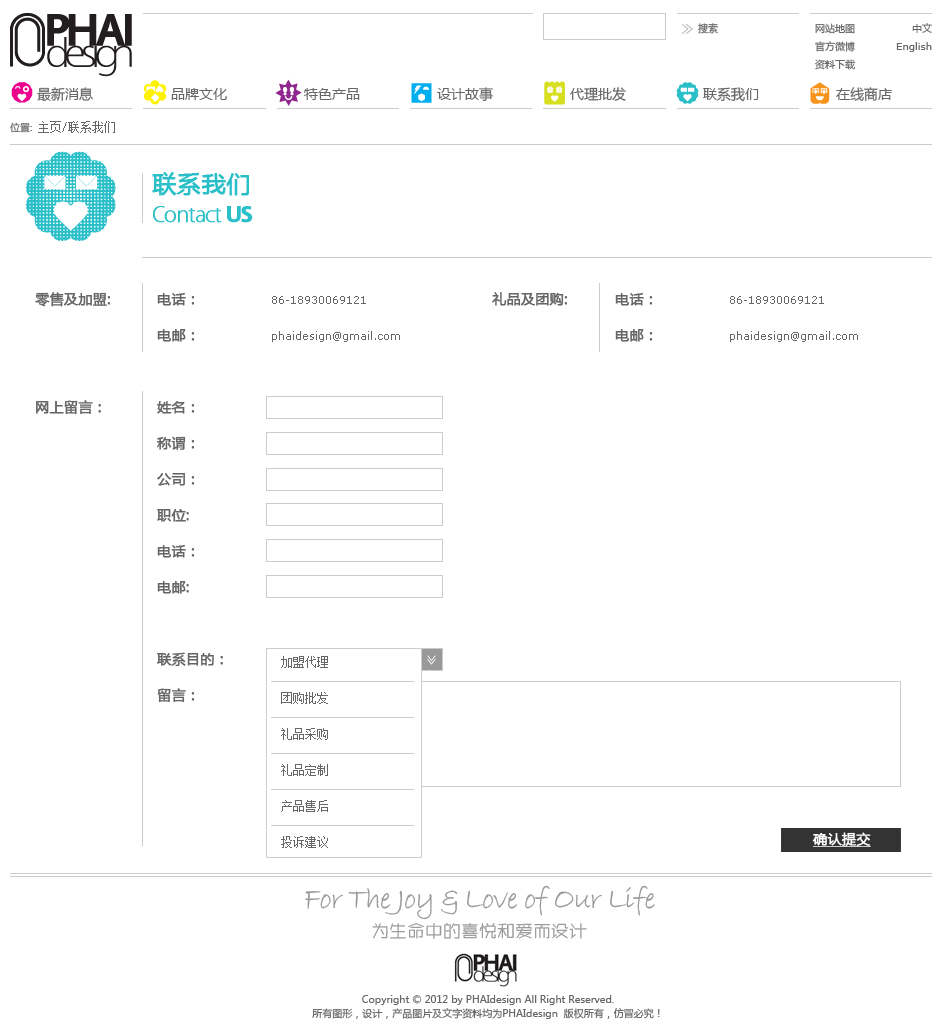 PHAI
design
搜索
网站地图
中文
官方微博
English
资料下载
最新消息
品牌文化
特色产品
设计故事
代理批发
联系我们
在线商店
位置: 主页/联系我们
联系我们
Contact US
零售及加盟:
电话：
86-18930069121
电邮：
phaidesign@gmail.com
礼品及团购:
电话：
86-18930069121
电邮：
phaidesign@gmail.com
网上留言：
姓名：
称谓：
公司：
职位:
电话：
电邮:
联系目的：
加盟代理
留言：
团购批发
礼品采购
礼品定制
产品售后
投诉建议
确认提交
For The Joy & Love of Our Life
为生命中的喜悦和爱而设计
PHAI
design
Copyright © 2012 by PHAIdesign All Right Reserved.
所有图形，设计，产品图片及文字资料均为PHAIdesign 版权所有，仿冒必究！